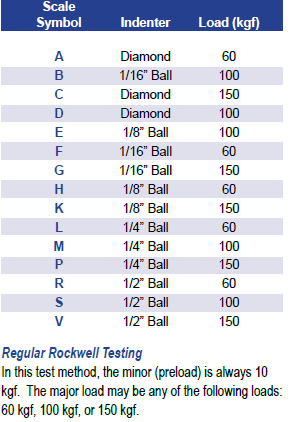 Scale
Symbol Indenter Load (kgf)
A Diamond 60
B 1/16” Ball 100
C Diamond 150
D Diamond 100
E 1/8” Ball 100
F 1/16” Ball 60
G 1/16” Ball 150
H 1/8” Ball 60
K 1/8” Ball 150
L 1/4” Ball 60
M 1/4” Ball 100
P 1/4” Ball 150
R 1/2” Ball 60
S 1/2” Ball 100
V 1/2” Ball 150
Regular Rockwell Testing
In this test method, the minor (preload) is always 10
kgf. The major load may be any of the following loads:
60 kgf, 100 kgf, or 150 kgf.